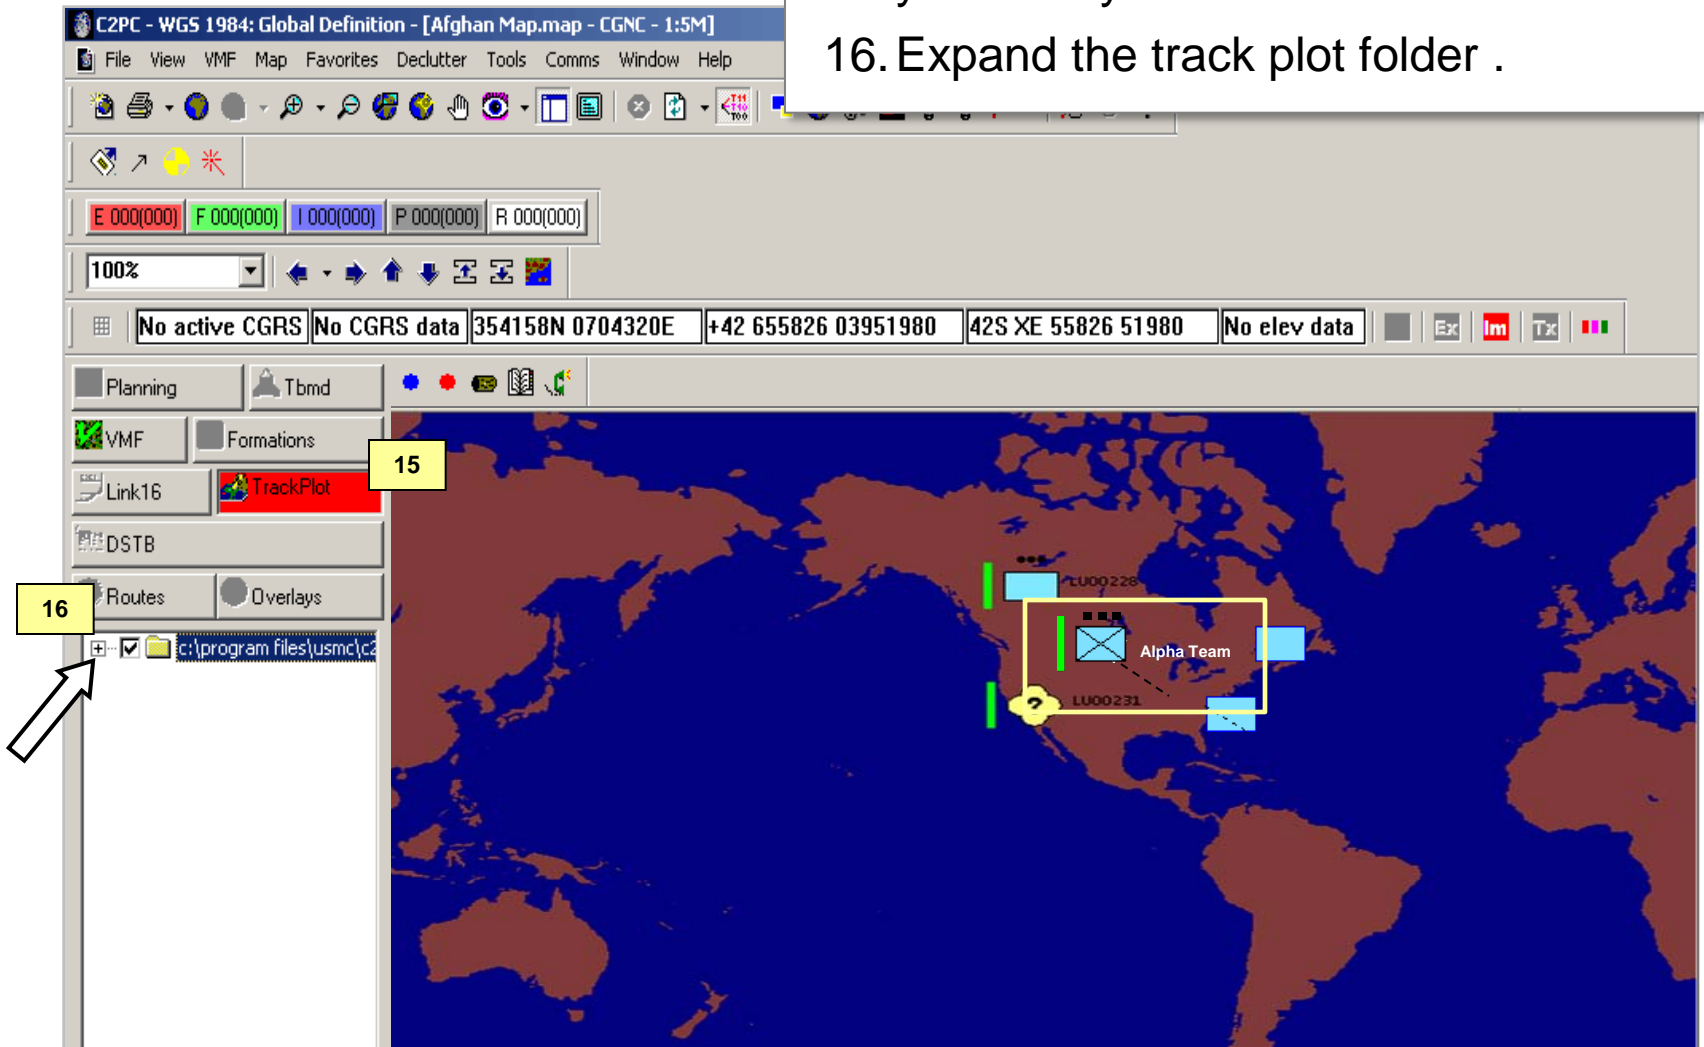 C2PC - WGS 1984: Global Definition - [Afghan Map.map - CGNC - 1:5M]
16. Expand the track plot folder .
File View VMF Map Favorites Declutter Tools Comms Window Help
T11
T10
T00
E 000(000) F 000(000) I 000(000) P 000(000) R 000(000)
100%
No active CGRS No CGRS data 354158N 0704320E +42 655826 03951980 42S XE 55826 51980 No elev data Ex Im Tx
Planning Tbmd
VMF Formations
15
Link16 TrackPlot
DSTB
Routes Overlays
16
c:\program files\usmc\c2
LU00228
Alpha Team
?
LU00231